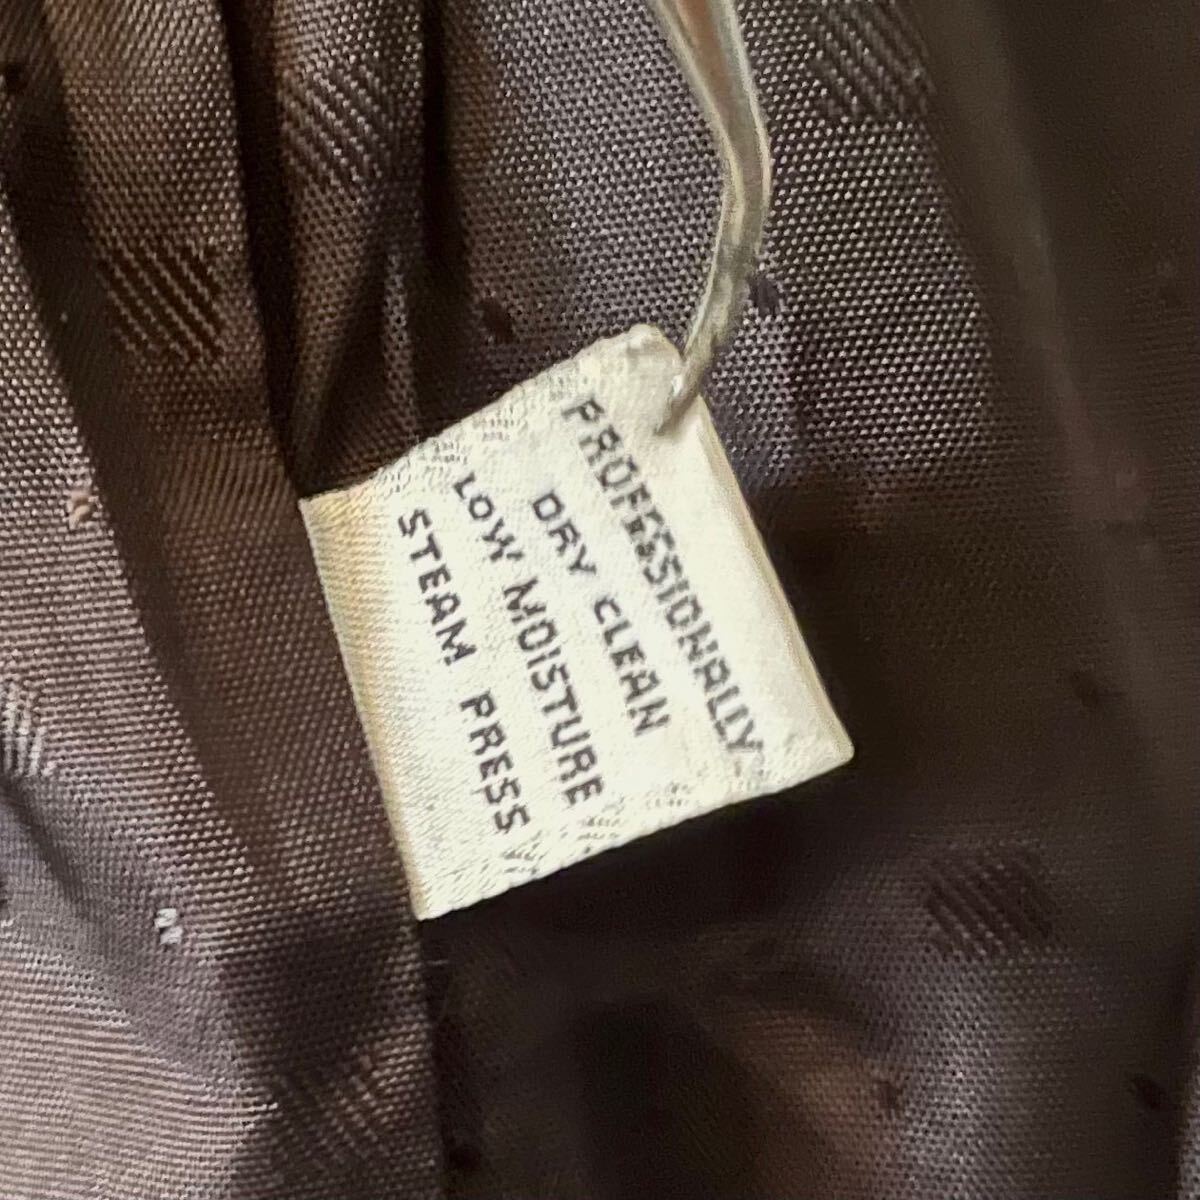 PROFESSIONALLY
DRY CLEAN
LOW MOISTURE
STEAM PRESS